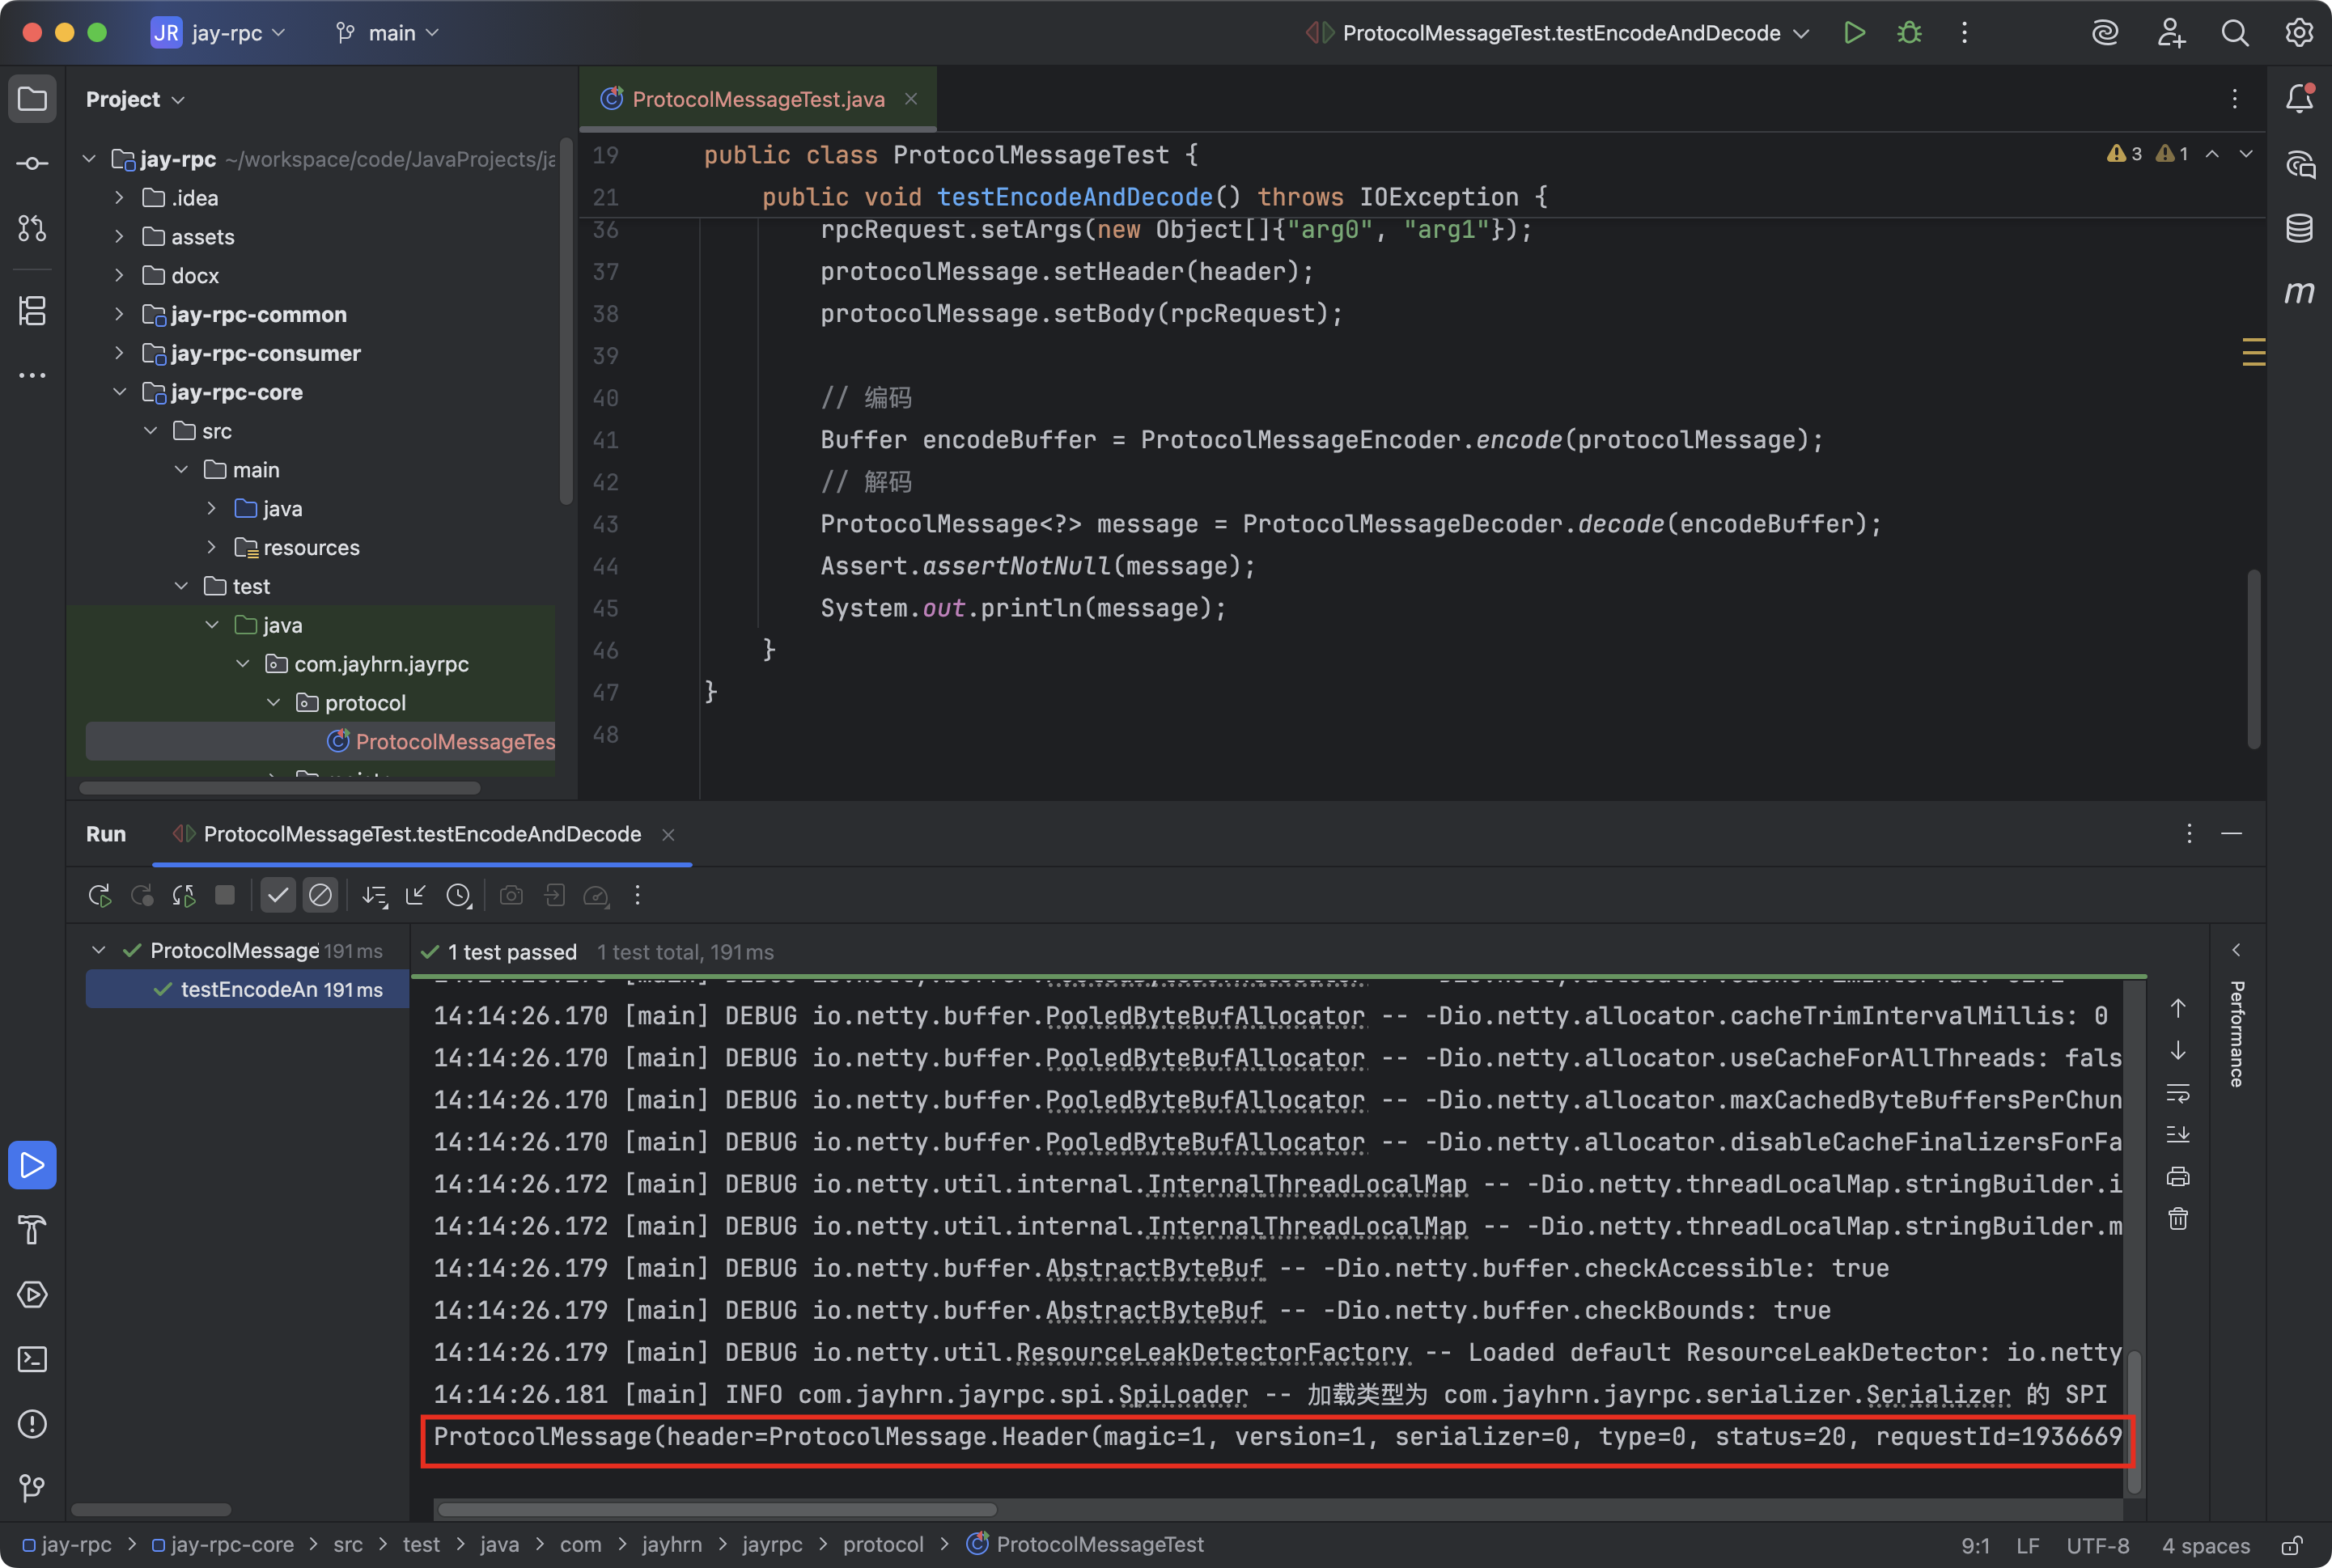 JR jay-rpc main ProtocolMessageTest.testEncodeAndDecode
Project
ProtocolMessageTest.java
jay-rpc ~/workspace/code/JavaProjects/ja
.idea
assets
docx
jay-rpc-common
jay-rpc-consumer
jay-rpc-core
src
main
java
resources
test
java
com.jayhrn.jayrpc
protocol
ProtocolMessageTes
3 1
19 public class ProtocolMessageTest {
21 public void testEncodeAndDecode() throws IOException {
36 rpcRequest.setArgs(new Object[]{"arg0", "arg1"});
37 protocolMessage.setHeader(header);
38 protocolMessage.setBody(rpcRequest);
39
40 // 编码
41 Buffer encodeBuffer = ProtocolMessageEncoder.encode(protocolMessage);
42 // 解码
43 ProtocolMessage<?> message = ProtocolMessageDecoder.decode(encodeBuffer);
44 Assert.assertNotNull(message);
45 System.out.println(message);
46 }
47 }
48
m
Run ProtocolMessageTest.testEncodeAndDecode
ProtocolMessage 191 ms
testEncodeAn 191 ms
1 test passed 1 test total, 191 ms
14:14:26.170 [main] DEBUG io.netty.buffer.PooledByteBufAllocator -- -Dio.netty.allocator.cacheTrimIntervalMillis: 0
14:14:26.170 [main] DEBUG io.netty.buffer.PooledByteBufAllocator -- -Dio.netty.allocator.useCacheForAllThreads: fals
14:14:26.170 [main] DEBUG io.netty.buffer.PooledByteBufAllocator -- -Dio.netty.allocator.maxCachedByteBuffersPerChun
14:14:26.170 [main] DEBUG io.netty.buffer.PooledByteBufAllocator -- -Dio.netty.allocator.disableCacheFinalizersForFa
14:14:26.172 [main] DEBUG io.netty.util.internal.InternalThreadLocalMap -- -Dio.netty.threadLocalMap.stringBuilder.i
14:14:26.172 [main] DEBUG io.netty.util.internal.InternalThreadLocalMap -- -Dio.netty.threadLocalMap.stringBuilder.m
14:14:26.179 [main] DEBUG io.netty.buffer.AbstractByteBuf -- -Dio.netty.buffer.checkAccessible: true
14:14:26.179 [main] DEBUG io.netty.buffer.AbstractByteBuf -- -Dio.netty.buffer.checkBounds: true
14:14:26.179 [main] DEBUG io.netty.util.ResourceLeakDetectorFactory -- Loaded default ResourceLeakDetector: io.netty
14:14:26.181 [main] INFO com.jayhrn.jayrpc.spi.SpiLoader -- 加载类型为 com.jayhrn.jayrpc.serializer.Serializer 的 SPI
ProtocolMessage(header=ProtocolMessage.Header(magic=1, version=1, serializer=0, type=0, status=20, requestId=1936669
Performance
jay-rpc > jay-rpc-core > src > test > java > com > jayhrn > jayrpc > protocol > ProtocolMessageTest
9:1 LF UTF-8 4 spaces